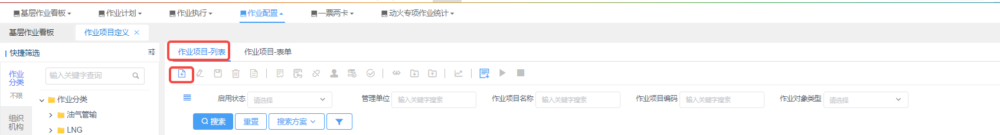 基层作业看板 作业计划 作业执行 作业配置 一票两卡 动火专项作业统计
基层作业看板 作业项目定义
快捷筛选
作业项目-列表 作业项目-表单
作业分类
不限
组织机构
输入关键字查询
作业分类
油气管输
LNG
启用状态 请选择 管理单位 输入关键字搜索 作业项目名称 输入关键字搜索 作业项目编码 输入关键字搜索 作业对象类型 请选择
搜索 重置 搜索方案